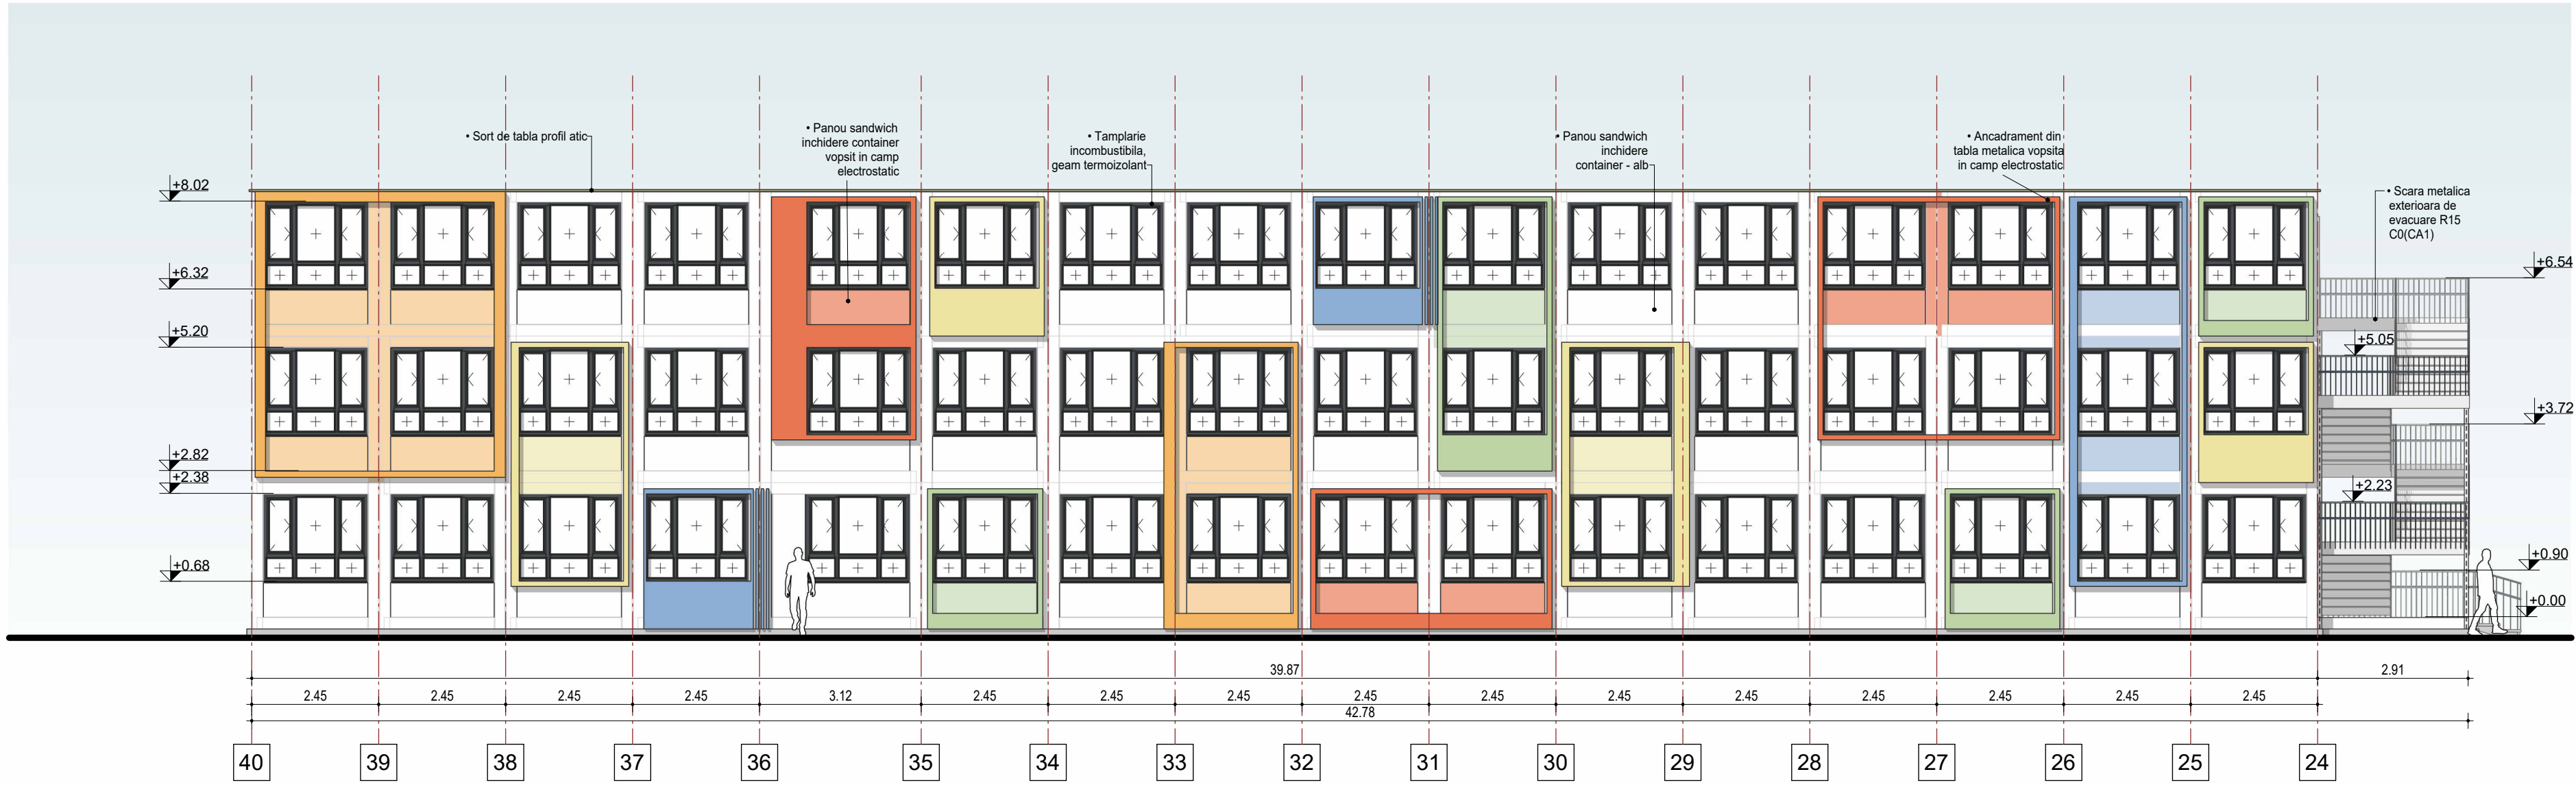 • Sort de tabla profil atic
• Panou sandwich
inchidere container
vopsit in camp
electrostatic
• Tamplarie
incombustibila,
geam termoizolant
• Panou sandwich
inchidere
container - alb
• Ancadrament din
tabla metalica vopsita
in camp electrostatic
• Scara metalica
exterioara de
evacuare R15
C0(CA1)
+8.02
+6.32
+5.20
+2.82
+2.38
+0.68
+6.54
+5.05
+3.72
+2.23
+0.90
+0.00
39.87 2.91
2.45 2.45 2.45 2.45 3.12 2.45 2.45 2.45 2.45 2.45 2.45 2.45 2.45 2.45 2.45 2.45
42.78
40 39 38 37 36 35 34 33 32 31 30 29 28 27 26 25 24